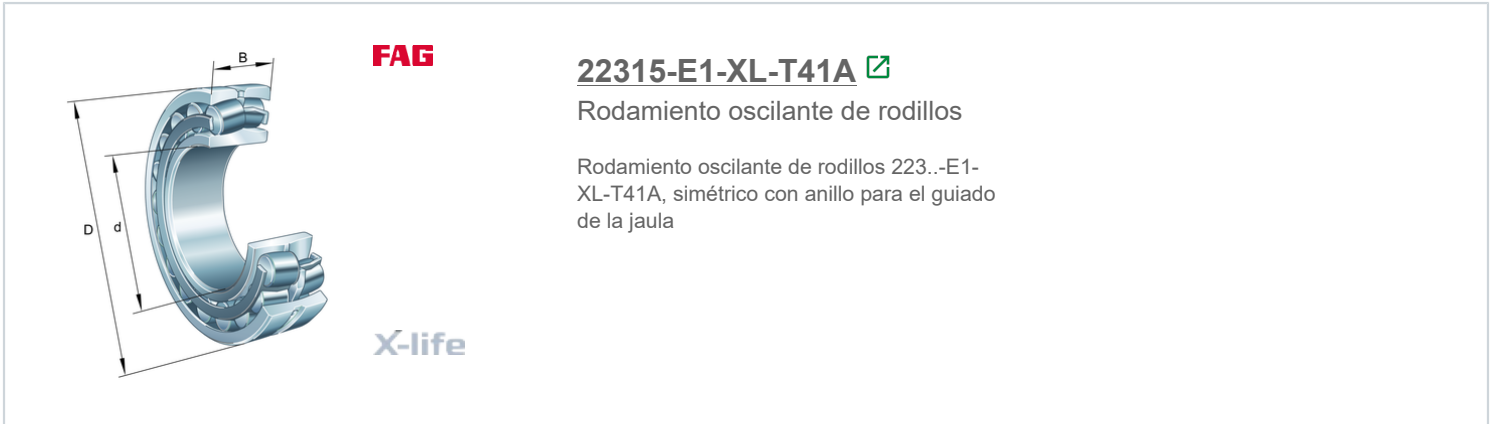 B
FAG
D
d
X-life
22315-E1-XL-T41A
Rodamiento oscilante de rodillos
Rodamiento oscilante de rodillos 223..-E1-
XL-T41A, simétrico con anillo para el guiado
de la jaula